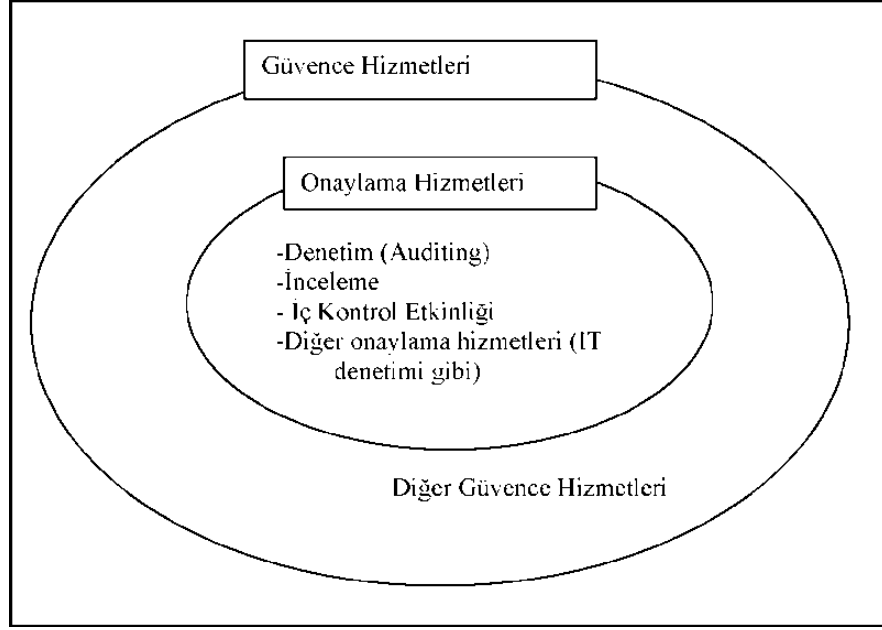 Güvence Hizmetleri
Onaylama Hizmetleri
-Denetim (Auditing)
-İnceleme
- İç Kontrol Etkinliği
-Diğer onaylama hizmetleri (IT
denetimi gibi)
Diğer Güvence Hizmetleri